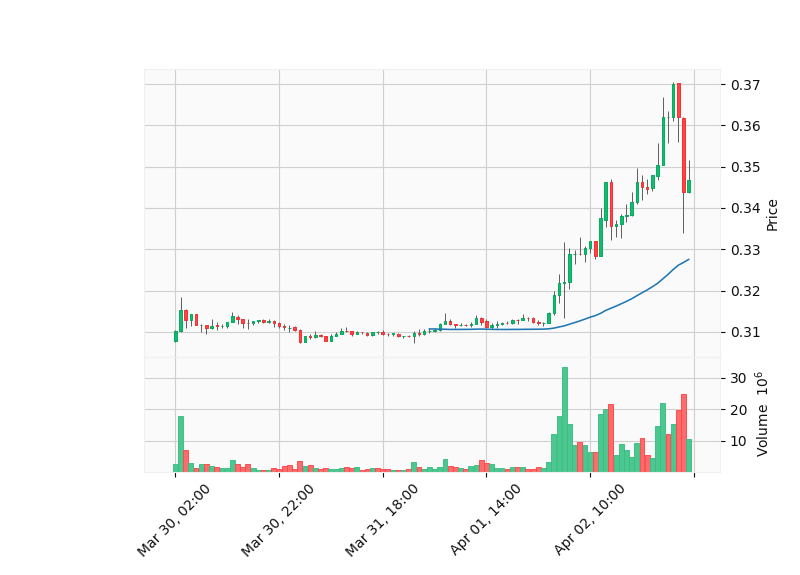 0.37
0.36
0.35
0.34
0.33
0.32
0.31
Price
30
20
10
Volume 10⁶
Mar 30, 02:00
Mar 30, 22:00
Mar 31, 18:00
Apr 01, 14:00
Apr 02, 10:00